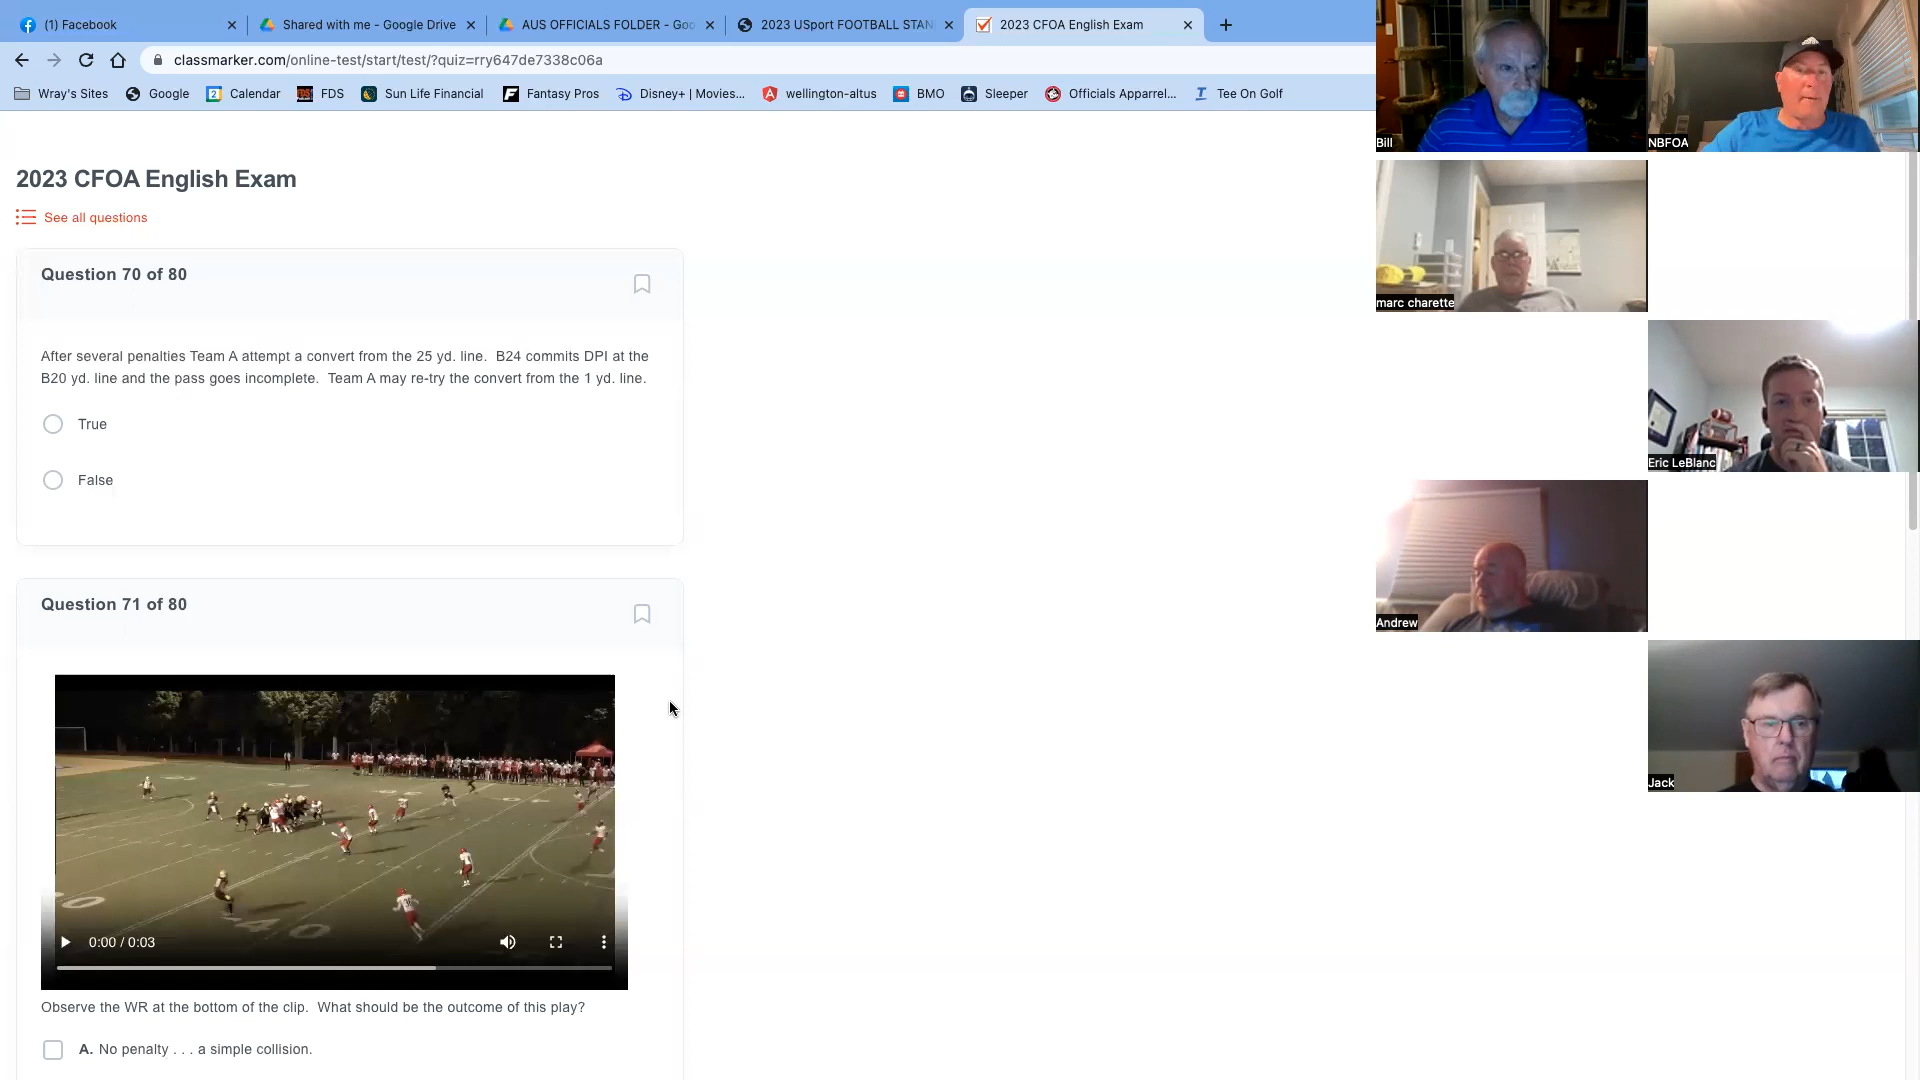 (1) Facebook
Shared with me - Google Drive
AUS OFFICIALS FOLDER - Goo
2023 USport FOOTBALL STAN
2023 CFOA English Exam
classmarker.com/online-test/start/test/?quiz=rry647de7338c06a
Wray's Sites
Google
2
Calendar
FDS
Sun Life Financial
Fantasy Pros
Disney+ | Movies...
wellington-altus
BMO
Sleeper
Officials Apparrel...
Tee On Golf
Bill
NBFOA
marc charette
Eric LeBlanc
Andrew
Jack
2023 CFOA English Exam
See all questions
Question 70 of 80
After several penalties Team A attempt a convert from the 25 yd. line. B24 commits DPI at the
B20 yd. line and the pass goes incomplete. Team A may re-try the convert from the 1 yd. line.
True
False
Question 71 of 80
40
0:00 / 0:03
Observe the WR at the bottom of the clip. What should be the outcome of this play?
A. No penalty . . . a simple collision.